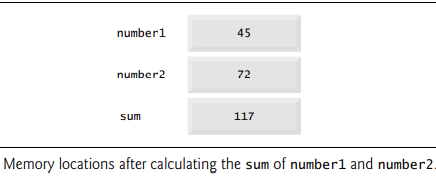 number1 45
number2 72
sum 117
Memory locations after calculating the sum of number1 and number2.